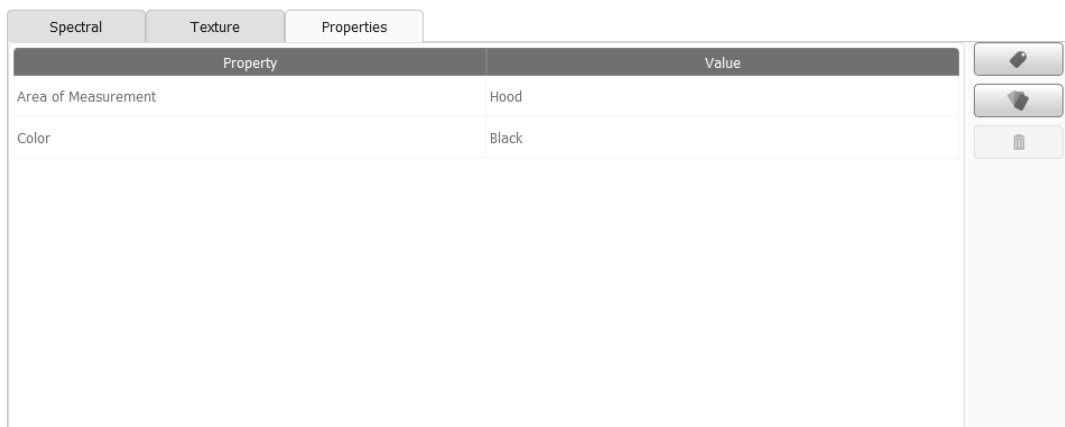 Spectral Texture Properties
Property Value
Area of Measurement Hood
Color Black